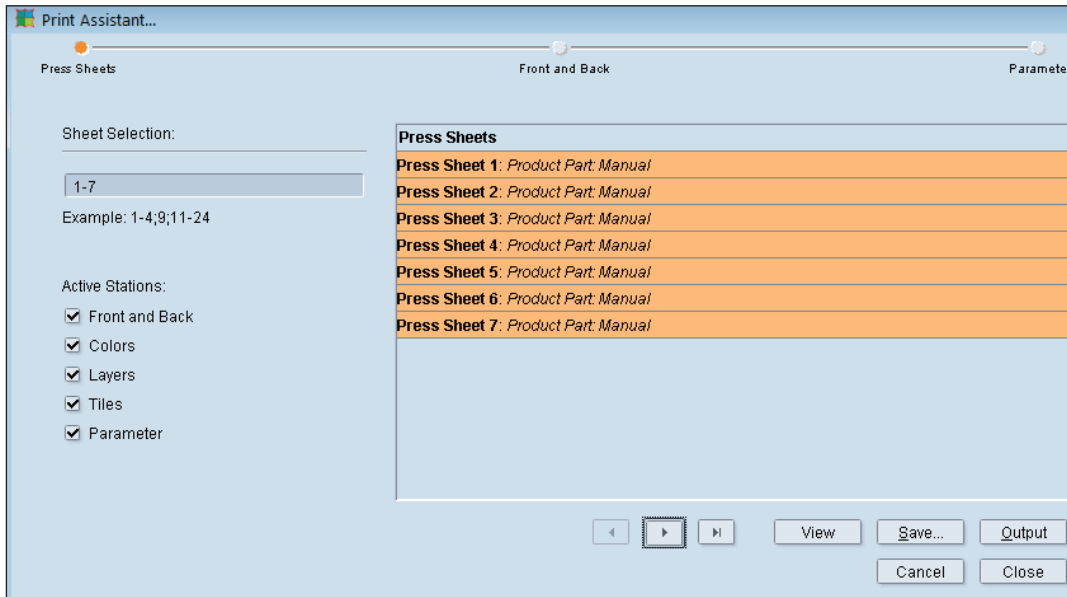 Print Assistant...
Press Sheets
Front and Back
Paramete
Sheet Selection:
1-7
Example: 1-4;9;11-24
Active Stations:
Front and Back
Colors
Layers
Tiles
Parameter
Press Sheets
Press Sheet 1: Product Part: Manual
Press Sheet 2: Product Part: Manual
Press Sheet 3: Product Part: Manual
Press Sheet 4: Product Part: Manual
Press Sheet 5: Product Part: Manual
Press Sheet 6: Product Part: Manual
Press Sheet 7: Product Part: Manual
View
Save...
Output
Cancel
Close